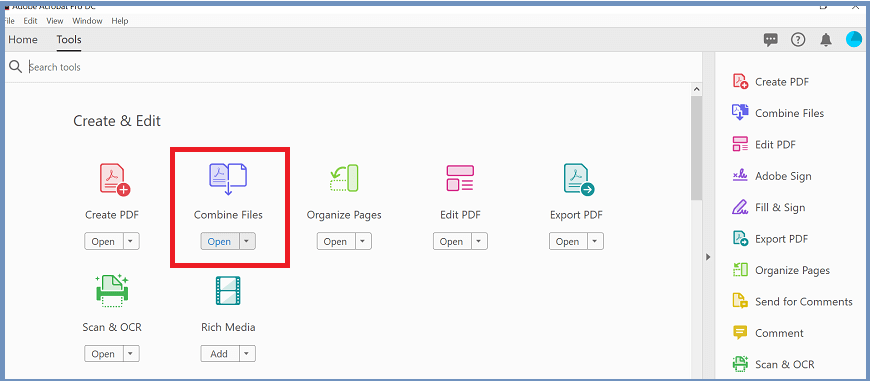 Adobe Acrobat Pro DC
File Edit View Window Help
Home Tools
Search tools
Create & Edit
Create PDF Combine Files Organize Pages Edit PDF Export PDF
Open Open Open Open Open
Scan & OCR Rich Media
Open Add
Create PDF
Combine Files
Edit PDF
Adobe Sign
Fill & Sign
Export PDF
Organize Pages
Send for Comments
Comment
Scan & OCR